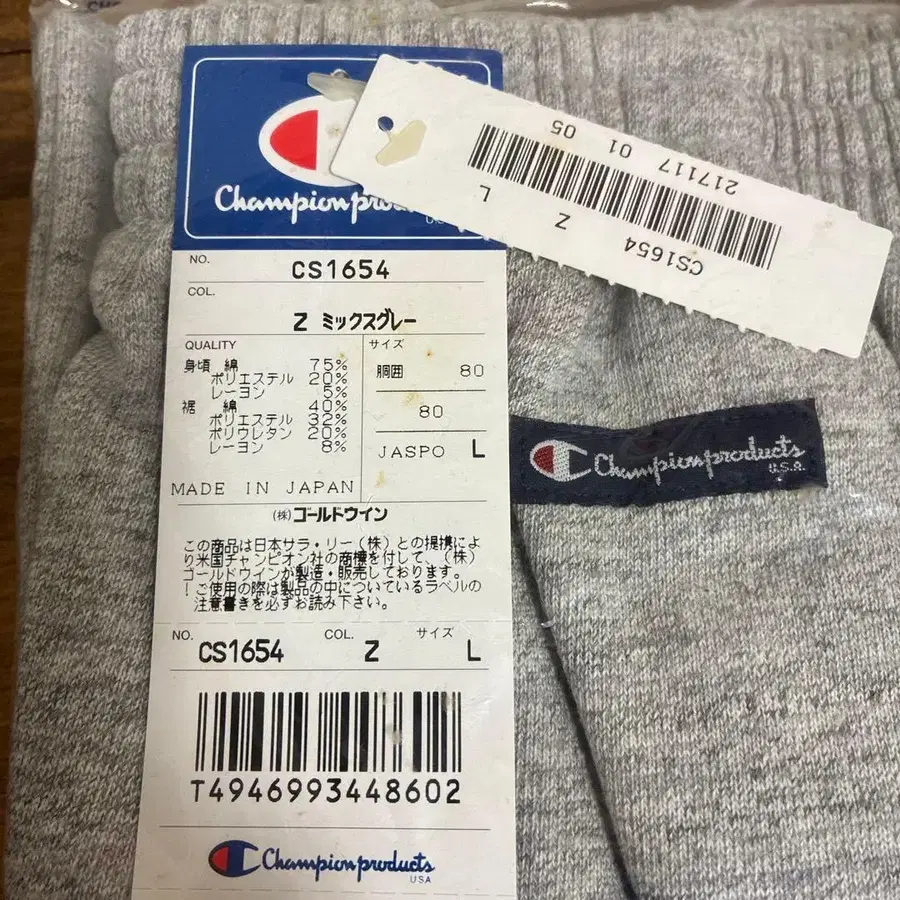 Champion products
NO.
CS1654
COL.
Z ミックスグレー
QUALITY
身頃 綿 75%
ポリエステル 20%
レーヨン 5%
裾 綿 40%
ポリエステル 32%
ポリウレタン 20%
レーヨン 8%
サイズ
胴囲 80
80
JASPO L
MADE IN JAPAN
(株)ゴールドウイン
この商品は日本サラ・リー(株)との提携によ
り米国チャンピオン社の商標を付して、(株)
ゴールドウインが製造・販売しております。
!ご使用の際は製品の中についているラベルの
注意書きを必ずお読み下さい。
NO. COL. サイズ
CS1654 Z L
T4946993448602
Champion products
USA
217117 01 05
CS1654 Z L
Champion products
U.S.A.